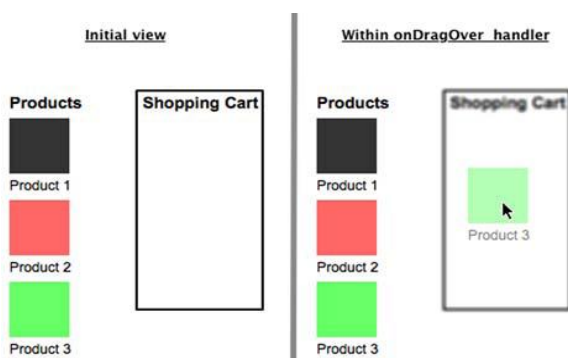 Initial view
Products
Shopping Cart
Product 1
Product 2
Product 3
Within onDragOver handler
Products
Shopping Cart
Product 1
Product 3
Product 2
Product 3